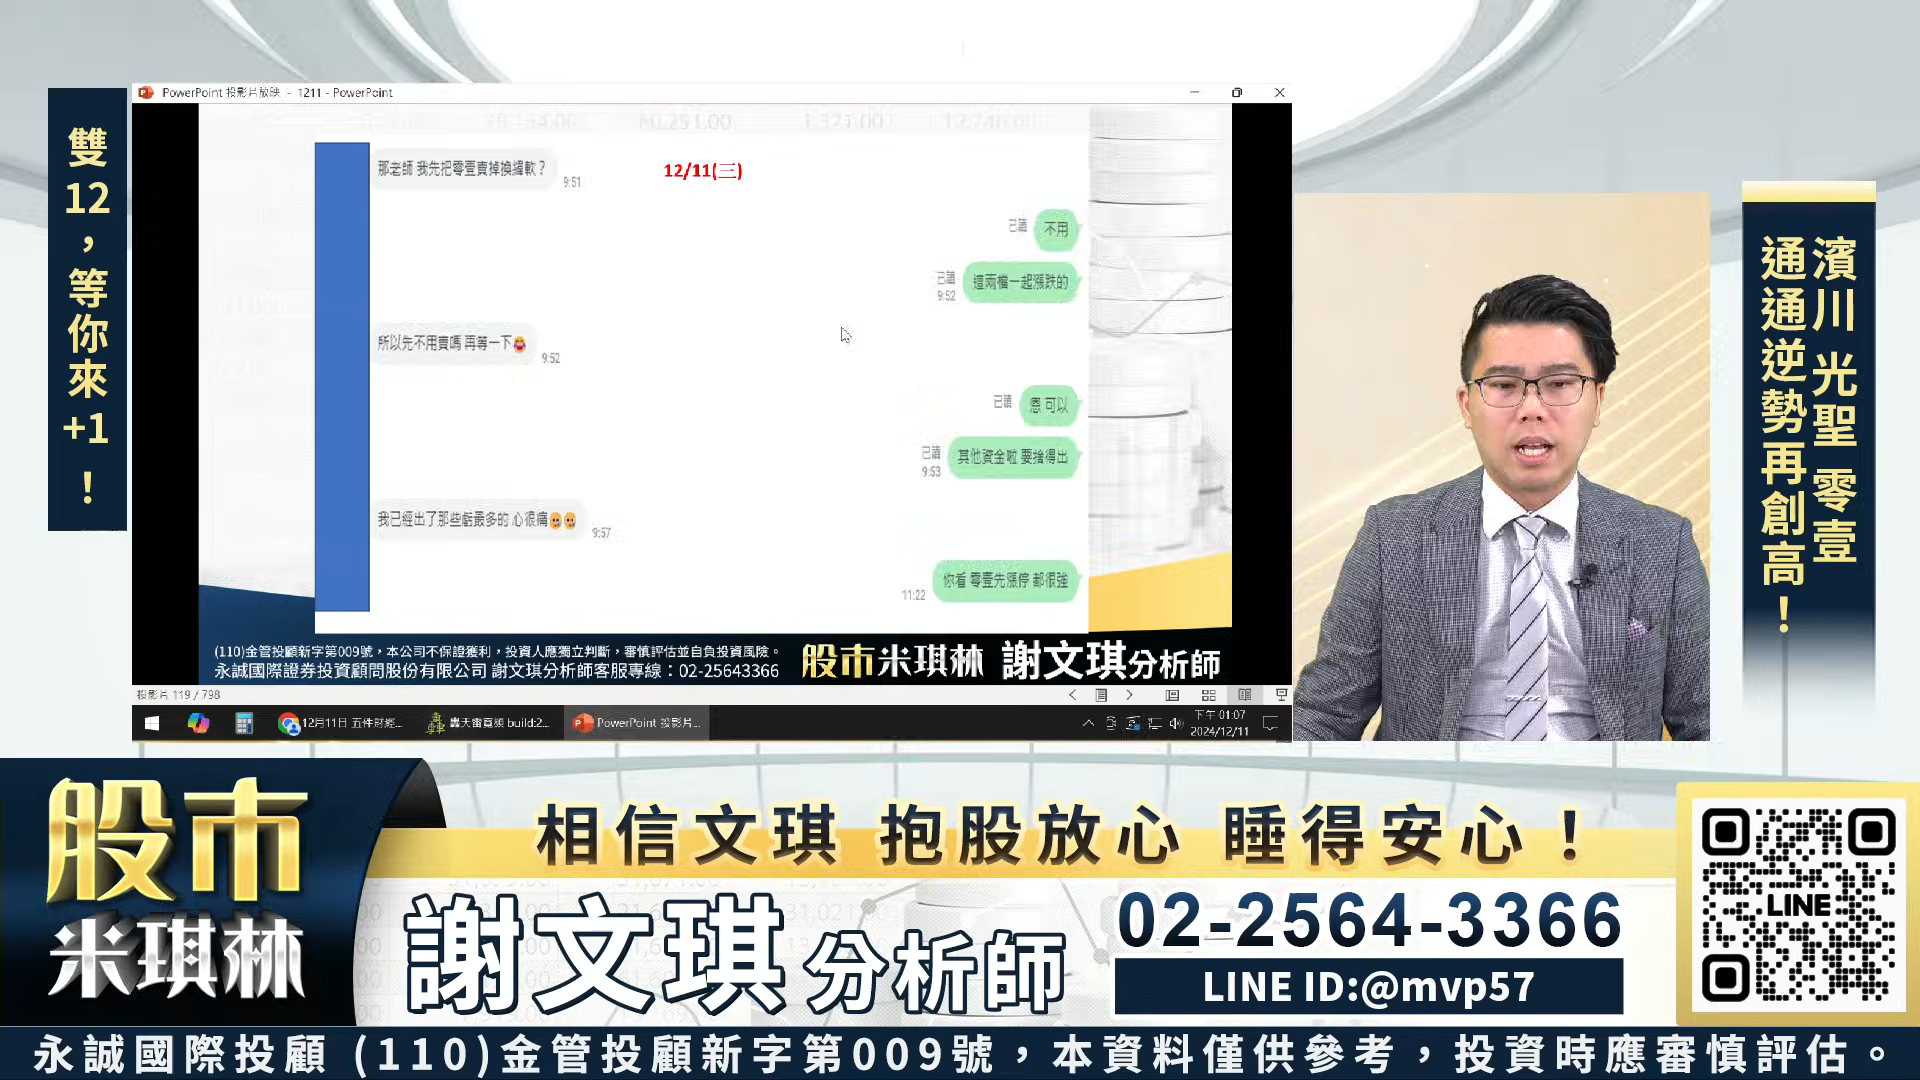 雙12，等你來+1！
PowerPoint 投影片放映 - 1211 - PowerPoint
那老師 我先把零壹賣掉換緯軟？
9:51
12/11(三)
已讀
不用
已讀
9:52
這兩檔一起漲跌的
所以先不用賣嗎 再等一下
9:52
已讀
恩 可以
已讀
9:53
其他資金啦 要捨得出
我已經出了那些虧最多的 心很痛
9:57
11:22
你看 零壹先漲停 都很強
(110)金管投顧新字第009號，本公司不保證獲利，投資人應獨立判斷，審慎評估並自負投資風險。
永誠國際證券投資顧問股份有限公司 謝文琪分析師客服專線：02-25643366
股市米琪林 謝文琪分析師
投影片 119 / 798
12月11日 五件財經...
轟天雷寬頻 build:2...
PowerPoint 投影片...
下午 01:07
2024/12/11
濱川 光聖 零壹
通通逆勢再創高！
股市
米琪林
相信文琪 抱股放心 睡得安心！
謝文琪 分析師
02-2564-3366
LINE ID:@mvp57
LINE
永誠國際投顧 (110)金管投顧新字第009號，本資料僅供參考，投資時應審慎評估。